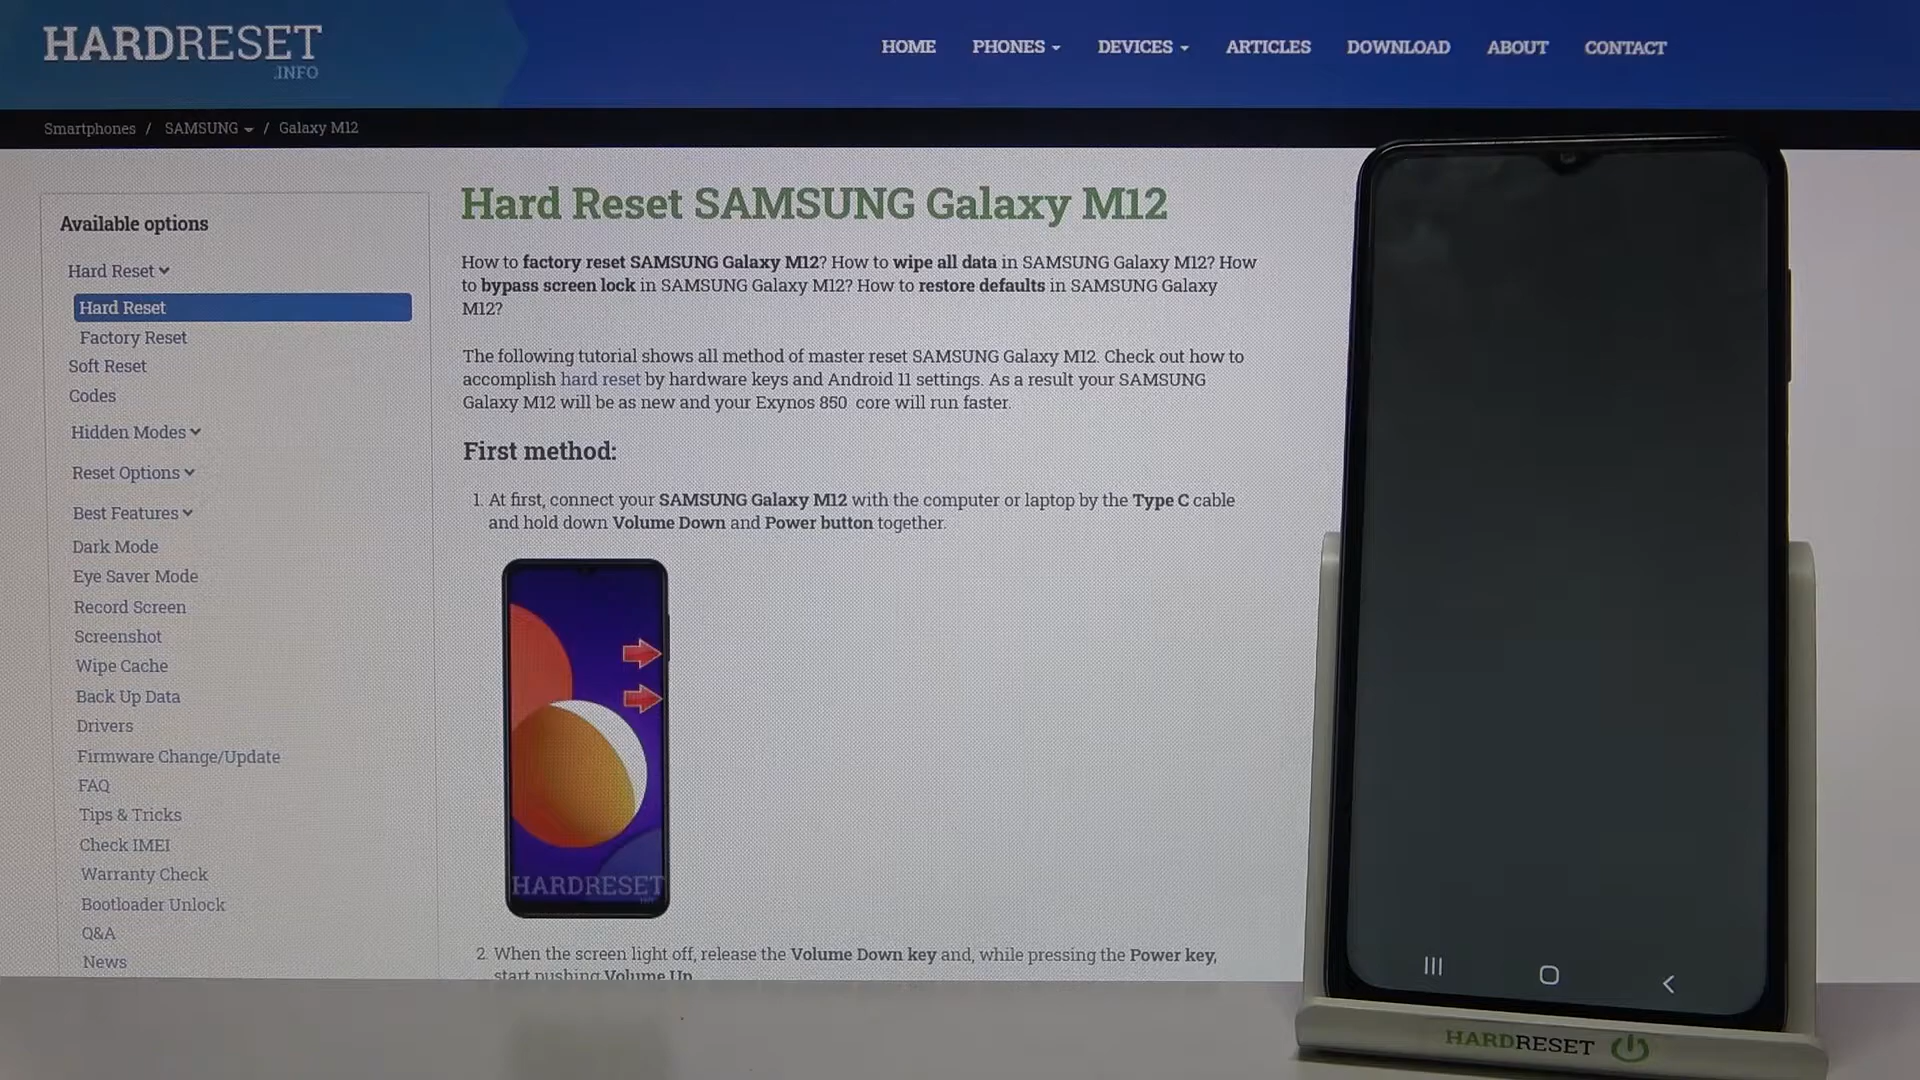 HARDRESET
.INFO
HOME PHONES DEVICES ARTICLES DOWNLOAD ABOUT CONTACT
Smartphones / SAMSUNG / Galaxy M12
Available options
Hard Reset
Hard Reset
Factory Reset
Soft Reset
Codes
Hidden Modes
Reset Options
Best Features
Dark Mode
Eye Saver Mode
Record Screen
Screenshot
Wipe Cache
Back Up Data
Drivers
Firmware Change/Update
FAQ
Tips & Tricks
Check IMEI
Warranty Check
Bootloader Unlock
Q&A
News
Hard Reset SAMSUNG Galaxy M12
How to factory reset SAMSUNG Galaxy M12? How to wipe all data in SAMSUNG Galaxy M12? How
to bypass screen lock in SAMSUNG Galaxy M12? How to restore defaults in SAMSUNG Galaxy
M12?
The following tutorial shows all method of master reset SAMSUNG Galaxy M12. Check out how to
accomplish hard reset by hardware keys and Android 11 settings. As a result your SAMSUNG
Galaxy M12 will be as new and your Exynos 850 core will run faster.
First method:
1. At first, connect your SAMSUNG Galaxy M12 with the computer or laptop by the Type C cable
and hold down Volume Down and Power button together.
HARDRESET
2. When the screen light off, release the Volume Down key and, while pressing the Power key,
start pushing Volume Up
HARDRESET